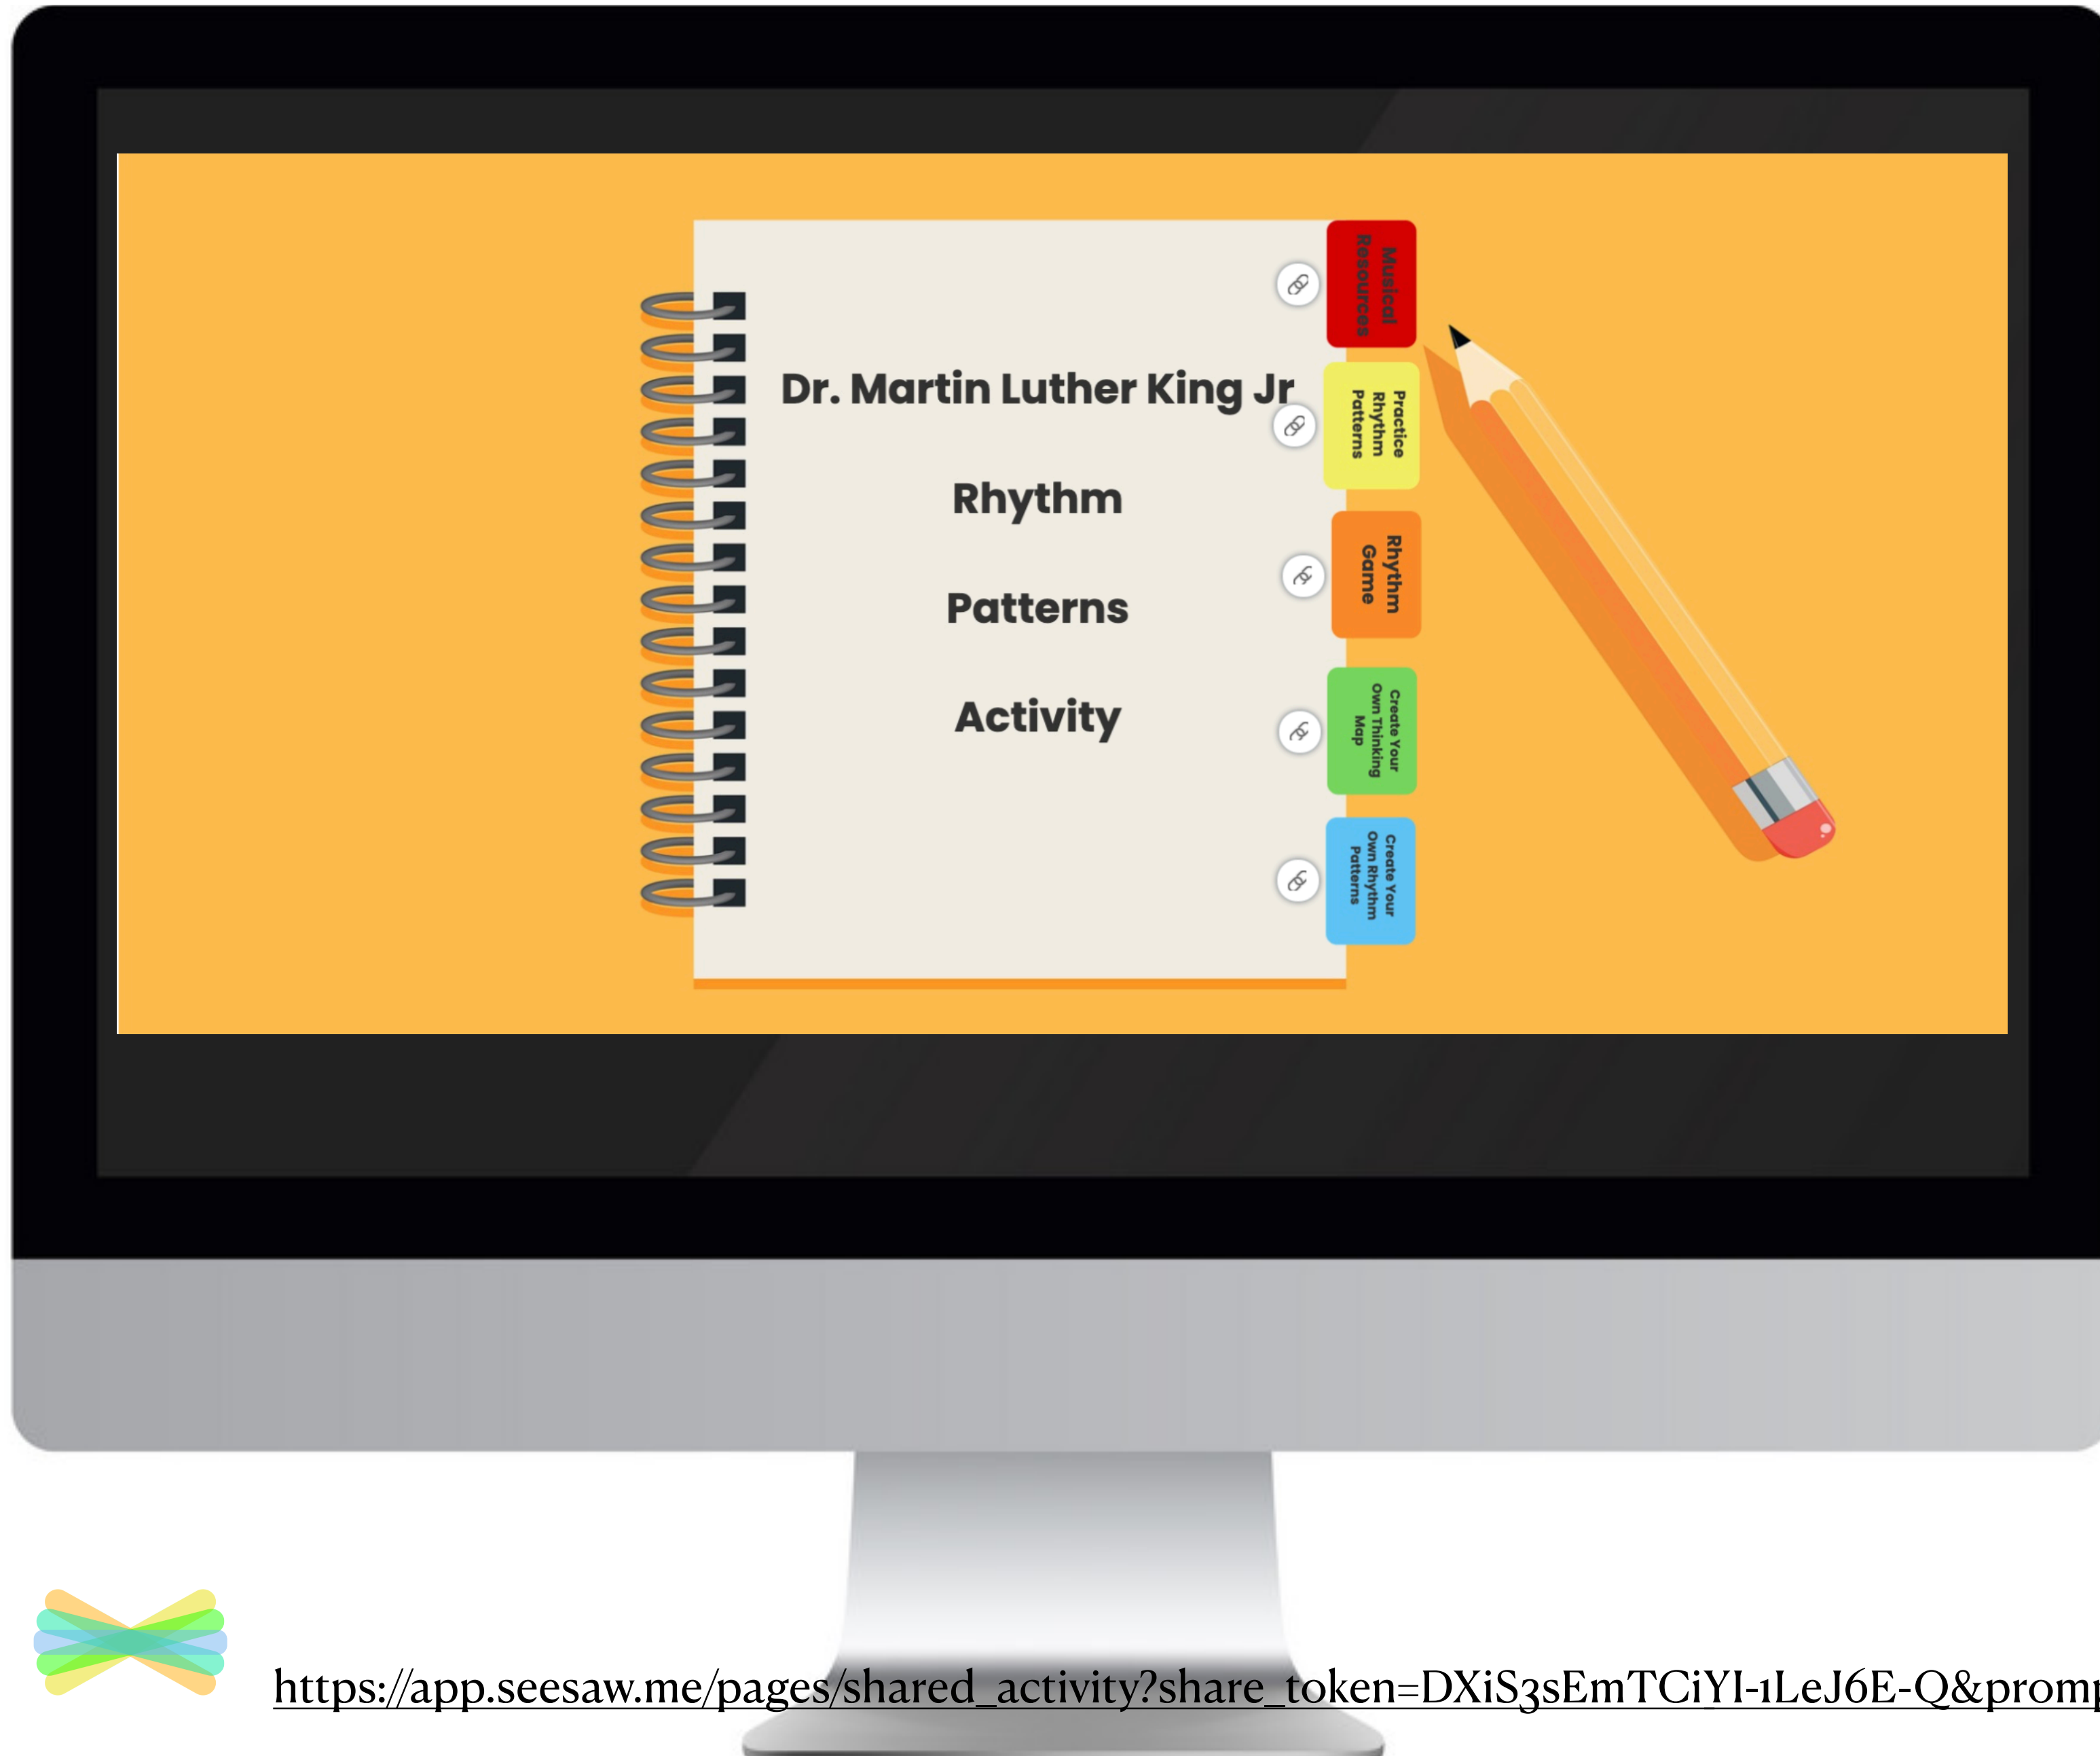 Dr. Martin Luther King Jr
Rhythm
Patterns
Activity
Musical
Resources
Practice
Rhythm
Patterns
Rhythm
Game
Create Your
Own Thinking
Map
Create Your
Own Rhythm
Patterns
https://app.seesaw.me/pages/shared_activity?share_token=DXiS3sEmTCiYI-1LeJ6E-Q&promp